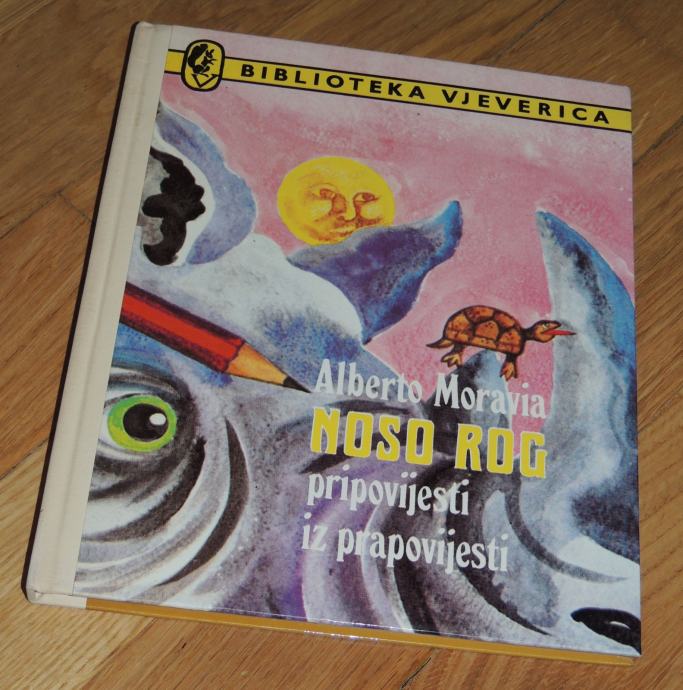 BIBLIOTEKA VJEVERICA
Alberto Moravia
NOSO ROG
pripovijesti
iz prapovijesti